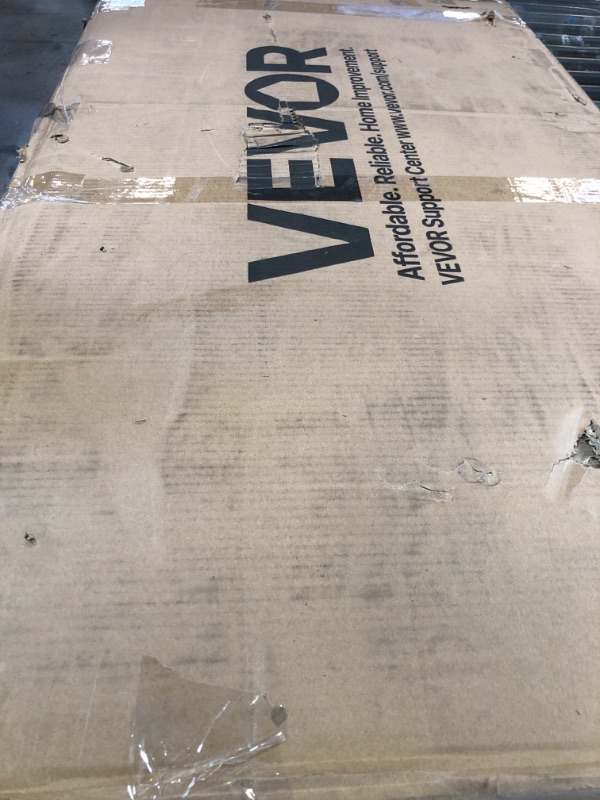 VEVOR
Affordable. Reliable. Home Improvement.
VEVOR Support Center www.vevor.com/support